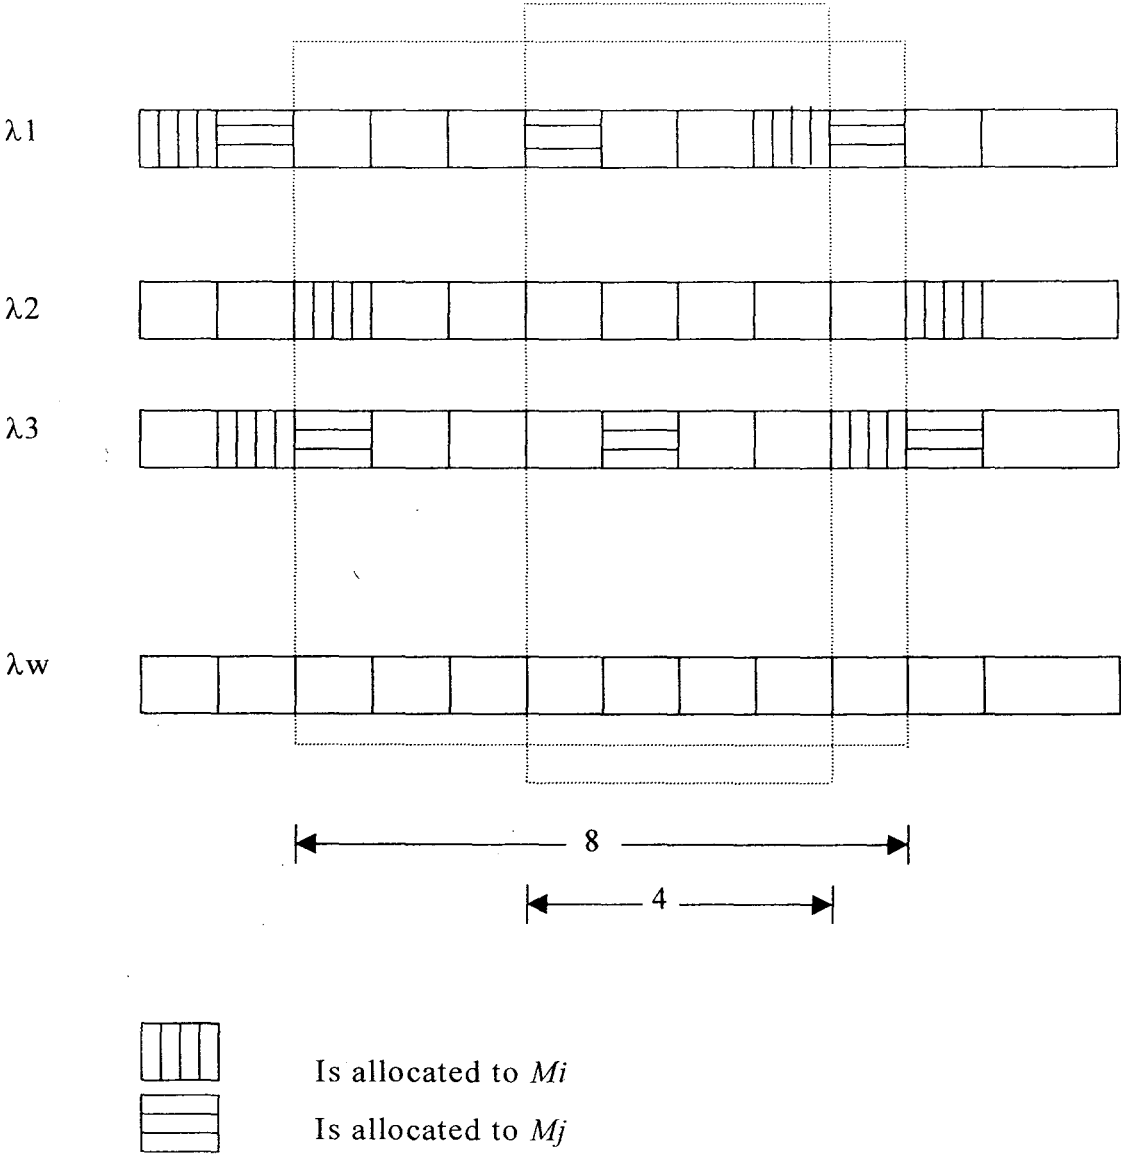 λ1
λ2
λ3
λw
8
4
Is allocated to Mi
Is allocated to Mj